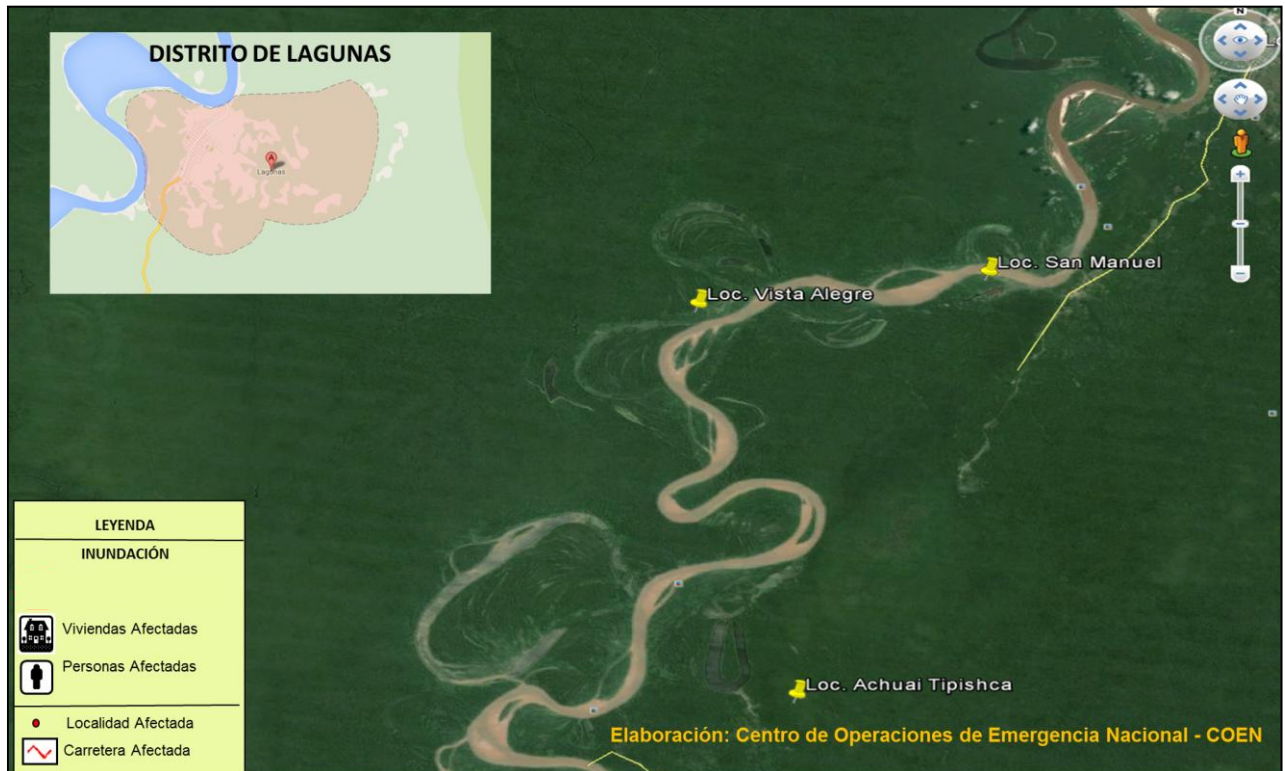 DISTRITO DE LAGUNAS
A
Lagunas
N
Loc. San Manuel
Loc. Vista Alegre
Loc. Achuai Tipishca
LEYENDA
INUNDACIÓN
Viviendas Afectadas
Personas Afectadas
Localidad Afectada
Carretera Afectada
Elaboración: Centro de Operaciones de Emergencia Nacional - COEN